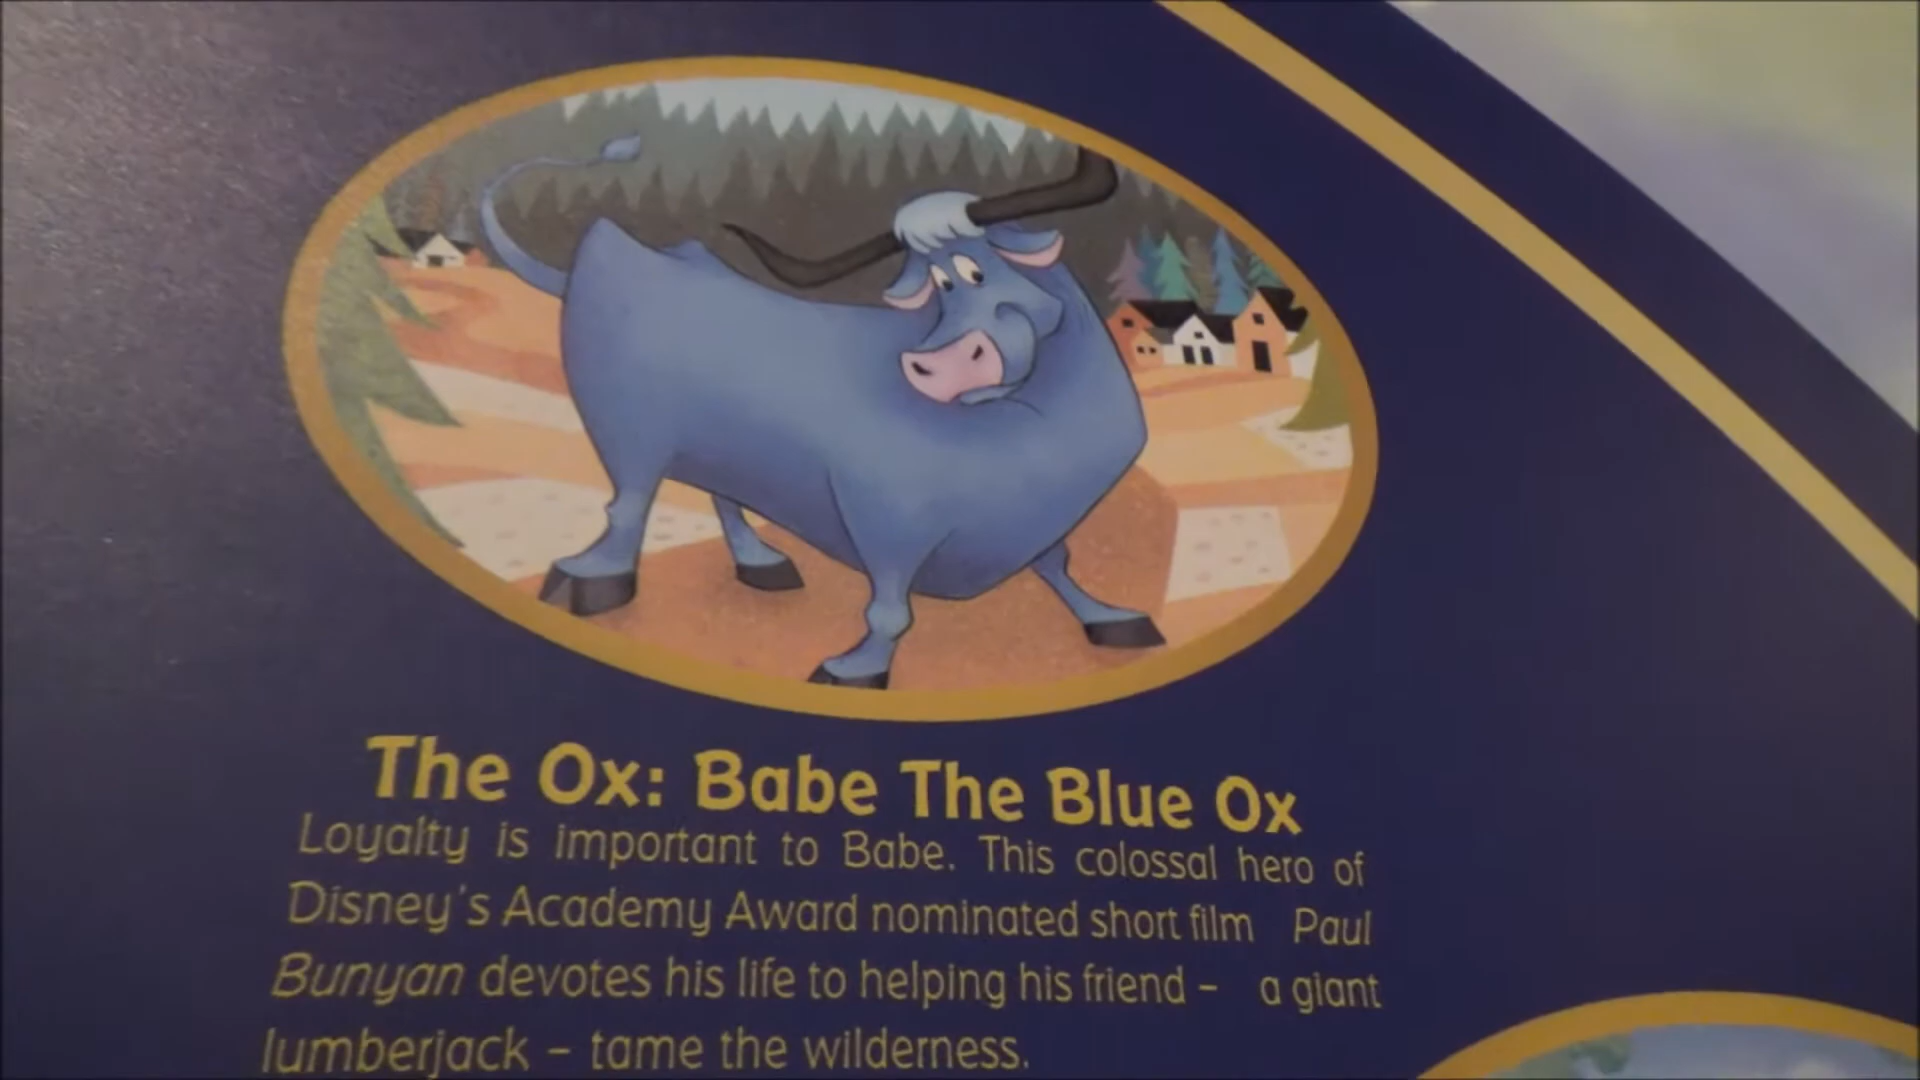 The Ox: Babe The Blue Ox
Loyalty is important to Babe. This colossal hero of
Disney's Academy Award nominated short film Paul
Bunyan devotes his life to helping his friend – a giant
lumberjack – tame the wilderness.